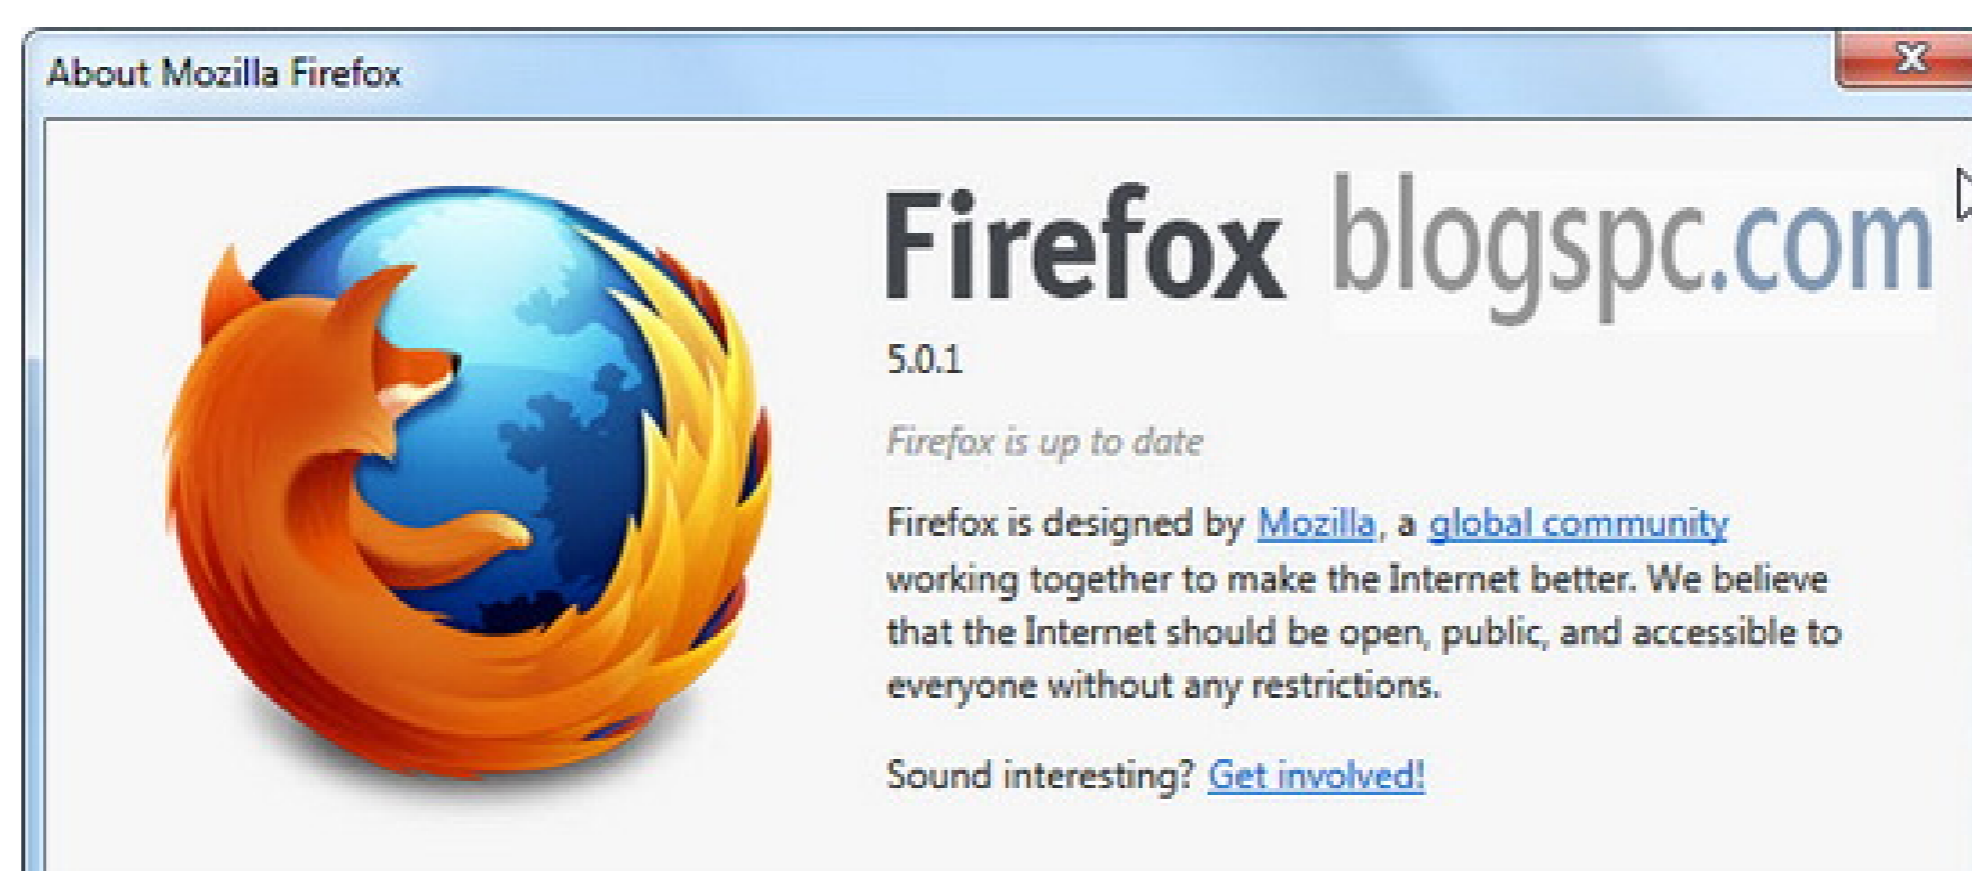 About Mozilla Firefox
Firefox blogspc.com
5.0.1
Firefox is up to date
Firefox is designed by Mozilla, a global community
working together to make the Internet better. We believe
that the Internet should be open, public, and accessible to
everyone without any restrictions.
Sound interesting? Get involved!